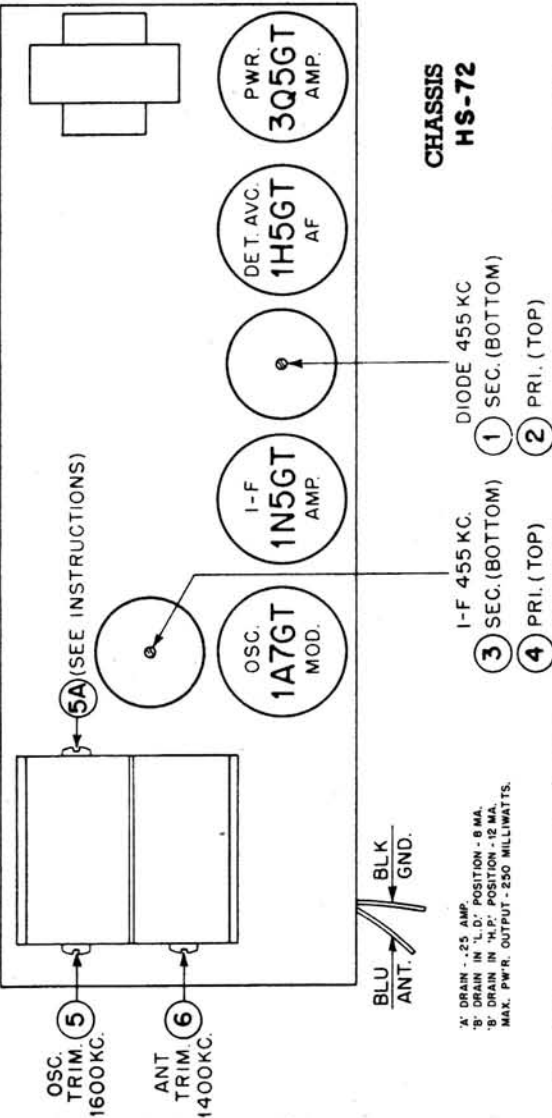 OSC.
TRIM. 5
1600KC.
ANT
TRIM. 6
1400KC.
5A (SEE INSTRUCTIONS)
OSC.
1A7GT
MOD.
I-F
1N5GT
AMP.
DET. AVC.
1H5GT
AF
PWR.
3Q5GT
AMP.
BLU
ANT.
BLK
GND.
I-F 455 KC.
3 SEC. (BOTTOM)
4 PRI. (TOP)
DIODE 455 KC
1 SEC. (BOTTOM)
2 PRI. (TOP)
CHASSIS
HS-72
'A' DRAIN - .25 AMP.
'B' DRAIN IN 'L.D.' POSITION - 8 MA.
'B' DRAIN IN 'H.P.' POSITION - 12 MA.
MAX. PW'R. OUTPUT - 250 MILLIWATTS.